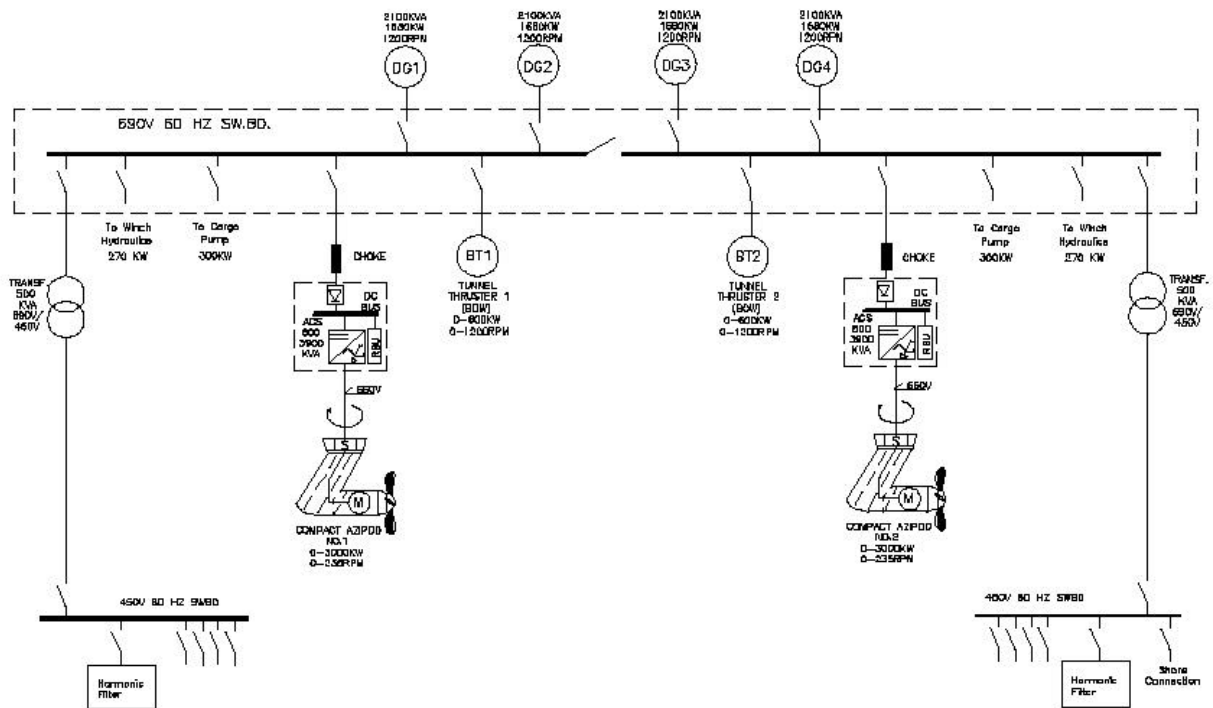 2100KVA
1680KW
1200RPM
DG1
2100KVA
1680KW
1200RPM
DG2
2100KVA
1680KW
1200RPM
DG3
2100KVA
1680KW
1200RPM
DG4
690V 60 HZ SW.BD.
To Winch
Hydraulics
270 KW
To Cargo
Pump
300KW
CHOKE
BT1
TUNNEL
THRUSTER 1
(BOW)
0-800KW
0-1200RPM
BT2
TUNNEL
THRUSTER 2
(BOW)
0-800KW
0-1200RPM
CHOKE
To Cargo
Pump
300KW
To Winch
Hydraulics
270 KW
TRANSF.
500
KVA
690V/
450V
DC
BUS
ACS
600
3900
KVA
RBU
660V
S
M
COMPACT AZIPOD
NO.1
0-3000KW
0-235RPM
DC
BUS
ACS
600
3900
KVA
RBU
660V
S
M
COMPACT AZIPOD
NO.2
0-3000KW
0-235RPM
TRANSF.
500
KVA
690V/
450V
450V 60 HZ SWBD
Harmonic
Filter
450V 60 HZ SWBD
Harmonic
Filter
Shore
Connection